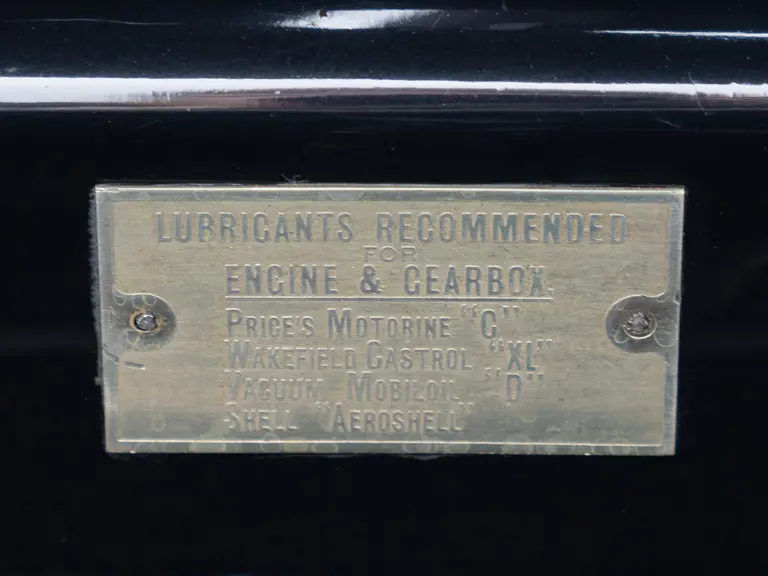 LUBRICANTS RECOMMENDED
FOR
ENGINE & GEARBOX.
PRICE'S MOTORINE "C"
WAKEFIELD CASTROL "XL"
VACUUM MOBILOIL "D"
SHELL "AEROSHELL"